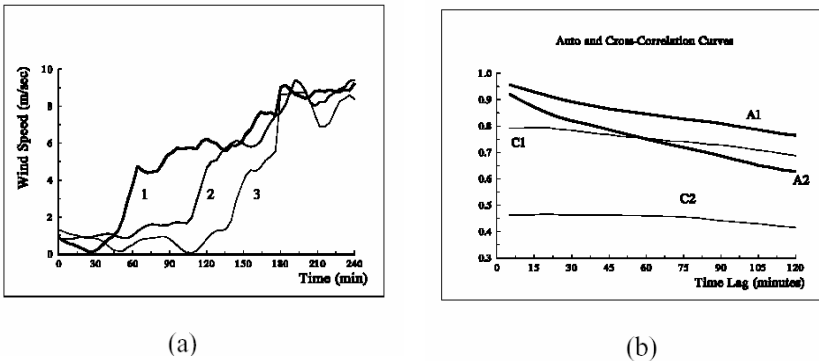 10
8
6
4
2
0
Wind Speed (m/sec)
1
2
3
0 30 60 90 120 150 180 210 240
Time (min)
(a)
Auto and Cross-Correlation Curves
1.0
0.9
0.8
0.7
0.6
0.5
0.4
0.3
A1
C1
A2
C2
0 15 30 45 60 75 90 105 120
Time Lag (minutes)
(b)